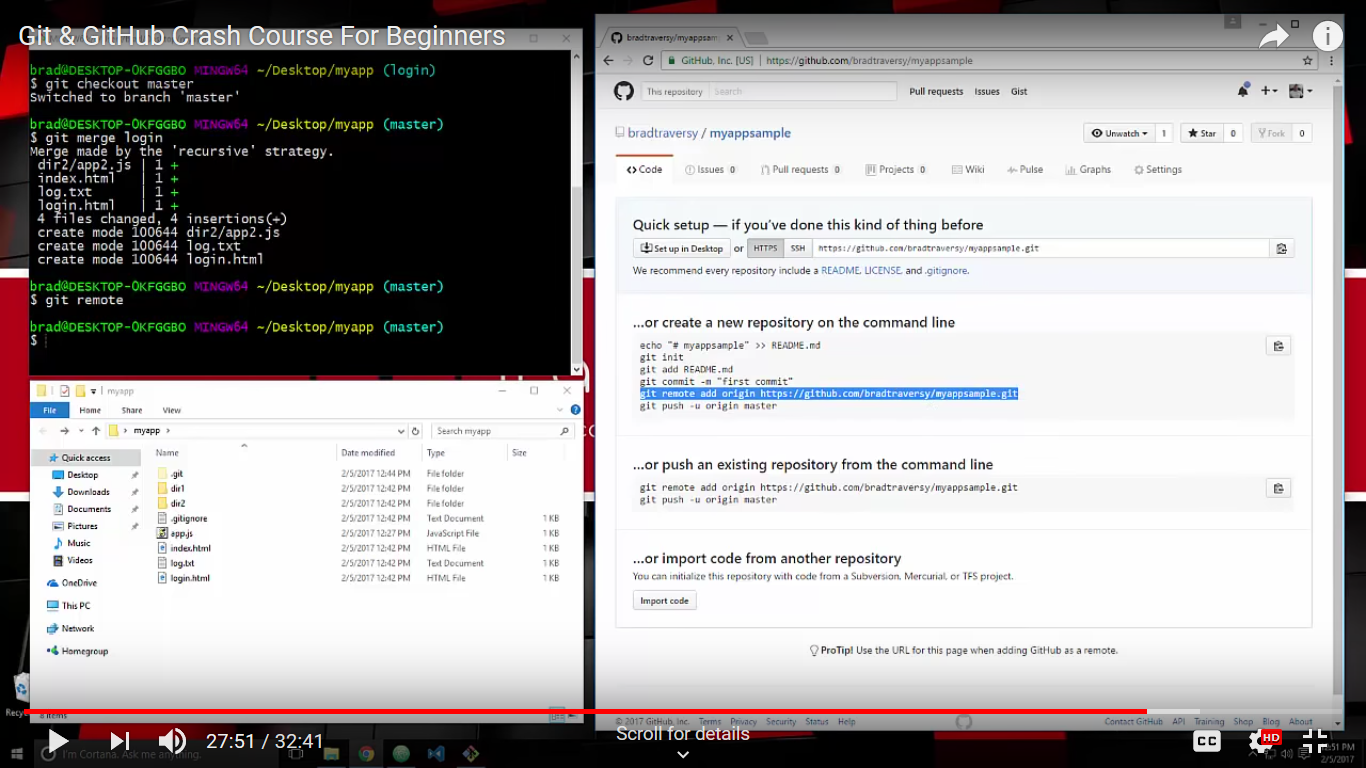 Git & GitHub Crash Course For Beginners
brad@DESKTOP-0KFGGBO MINGW64 ~/Desktop/myapp (login)
$ git checkout master
Switched to branch 'master'
brad@DESKTOP-0KFGGBO MINGW64 ~/Desktop/myapp (master)
$ git merge login
Merge made by the 'recursive' strategy.
dir2/app2.js | 1 +
index.html | 1 +
log.txt | 1 +
login.html | 1 +
4 files changed, 4 insertions(+)
create mode 100644 dir2/app2.js
create mode 100644 log.txt
create mode 100644 login.html
brad@DESKTOP-0KFGGBO MINGW64 ~/Desktop/myapp (master)
$ git remote
brad@DESKTOP-0KFGGBO MINGW64 ~/Desktop/myapp (master)
$
myapp
File Home Share View
myapp
Search myapp
Name Date modified Type Size
Quick access
Desktop
Downloads
Documents
Pictures
Music
Videos
OneDrive
This PC
Network
Homegroup
.git 2/5/2017 12:44 PM File folder
dir1 2/5/2017 12:42 PM File folder
dir2 2/5/2017 12:42 PM File folder
.gitignore 2/5/2017 12:42 PM Text Document 1 KB
app.js 2/5/2017 12:27 PM JavaScript File 1 KB
index.html 2/5/2017 12:42 PM HTML File 1 KB
log.txt 2/5/2017 12:42 PM Text Document 1 KB
login.html 2/5/2017 12:42 PM HTML File 1 KB
8 items
bradtraversy/myappsam
GitHub, Inc. [US] https://github.com/bradtraversy/myappsample
This repository Search Pull requests Issues Gist
bradtraversy / myappsample
Unwatch 1 Star 0 Fork 0
Code Issues 0 Pull requests 0 Projects 0 Wiki Pulse Graphs Settings
Quick setup — if you've done this kind of thing before
Set up in Desktop or HTTPS SSH https://github.com/bradtraversy/myappsample.git
We recommend every repository include a README, LICENSE, and .gitignore.
...or create a new repository on the command line
echo "# myappsample" >> README.md
git init
git add README.md
git commit -m "first commit"
git remote add origin https://github.com/bradtraversy/myappsample.git
git push -u origin master
...or push an existing repository from the command line
git remote add origin https://github.com/bradtraversy/myappsample.git
git push -u origin master
...or import code from another repository
You can initialize this repository with code from a Subversion, Mercurial, or TFS project.
Import code
ProTip! Use the URL for this page when adding GitHub as a remote.
© 2017 GitHub, Inc. Terms Privacy Security Status Help
Contact GitHub API Training Shop Blog About
27:51 / 32:41
Scroll for details
CC
HD
I'm Cortana. Ask me anything.
2/5/2017